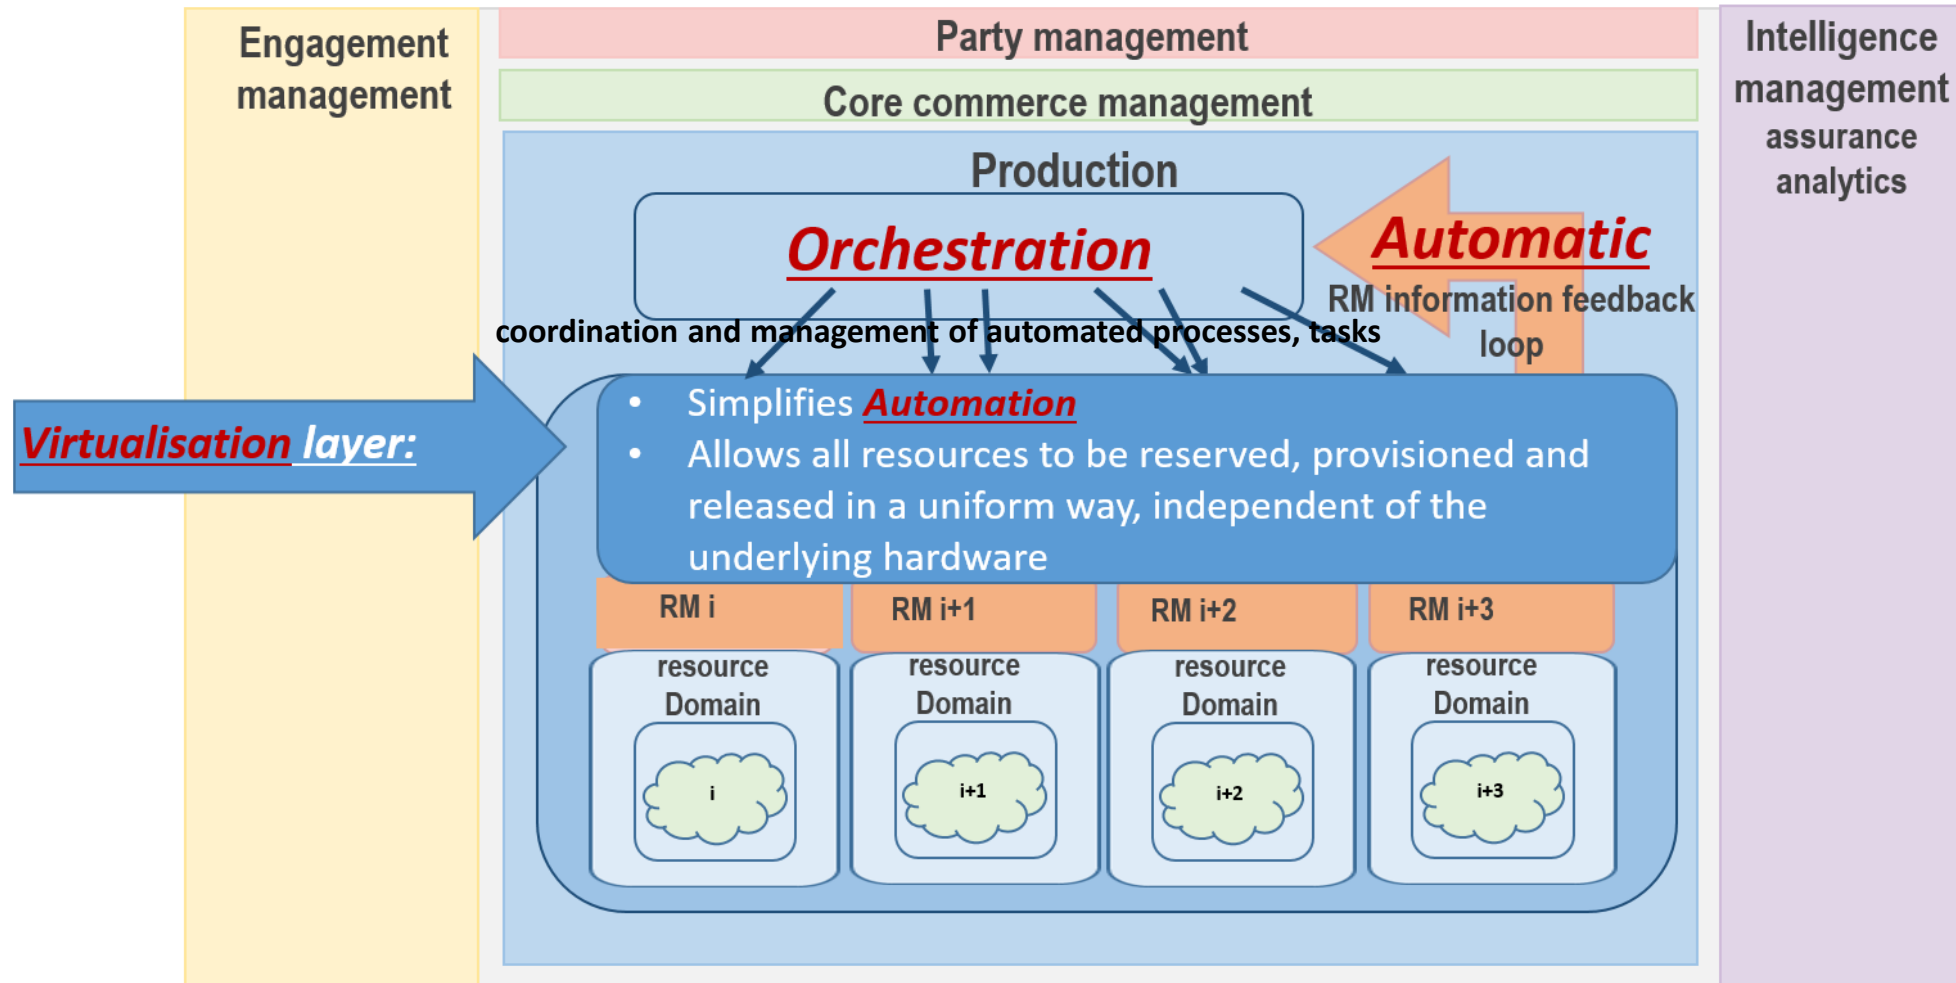 Engagement
management
Party management
Core commerce management
Intelligence
management
assurance
analytics
Production
Orchestration
Automatic
RM information feedback
loop
coordination and management of automated processes, tasks
Virtualisation layer:
• Simplifies Automation
• Allows all resources to be reserved, provisioned and
released in a uniform way, independent of the
underlying hardware
RM i
RM i+1
RM i+2
RM i+3
resource
Domain
resource
Domain
resource
Domain
resource
Domain
i
i+1
i+2
i+3